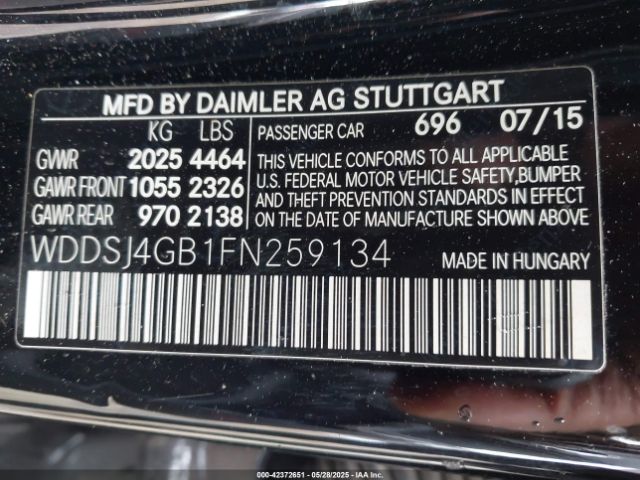 MFD BY DAIMLER AG STUTTGART
KG LBS PASSENGER CAR 696 07/15
GVWR 2025 4464 THIS VEHICLE CONFORMS TO ALL APPLICABLE
GAWR FRONT 1055 2326 U.S. FEDERAL MOTOR VEHICLE SAFETY,BUMPER
AND THEFT PREVENTION STANDARDS IN EFFECT
GAWR REAR 970 2138 ON THE DATE OF MANUFACTURE SHOWN ABOVE
WDDSJ4GB1FN259134 MADE IN HUNGARY
000-42372651 | 05/28/2025 | IAAI.COM